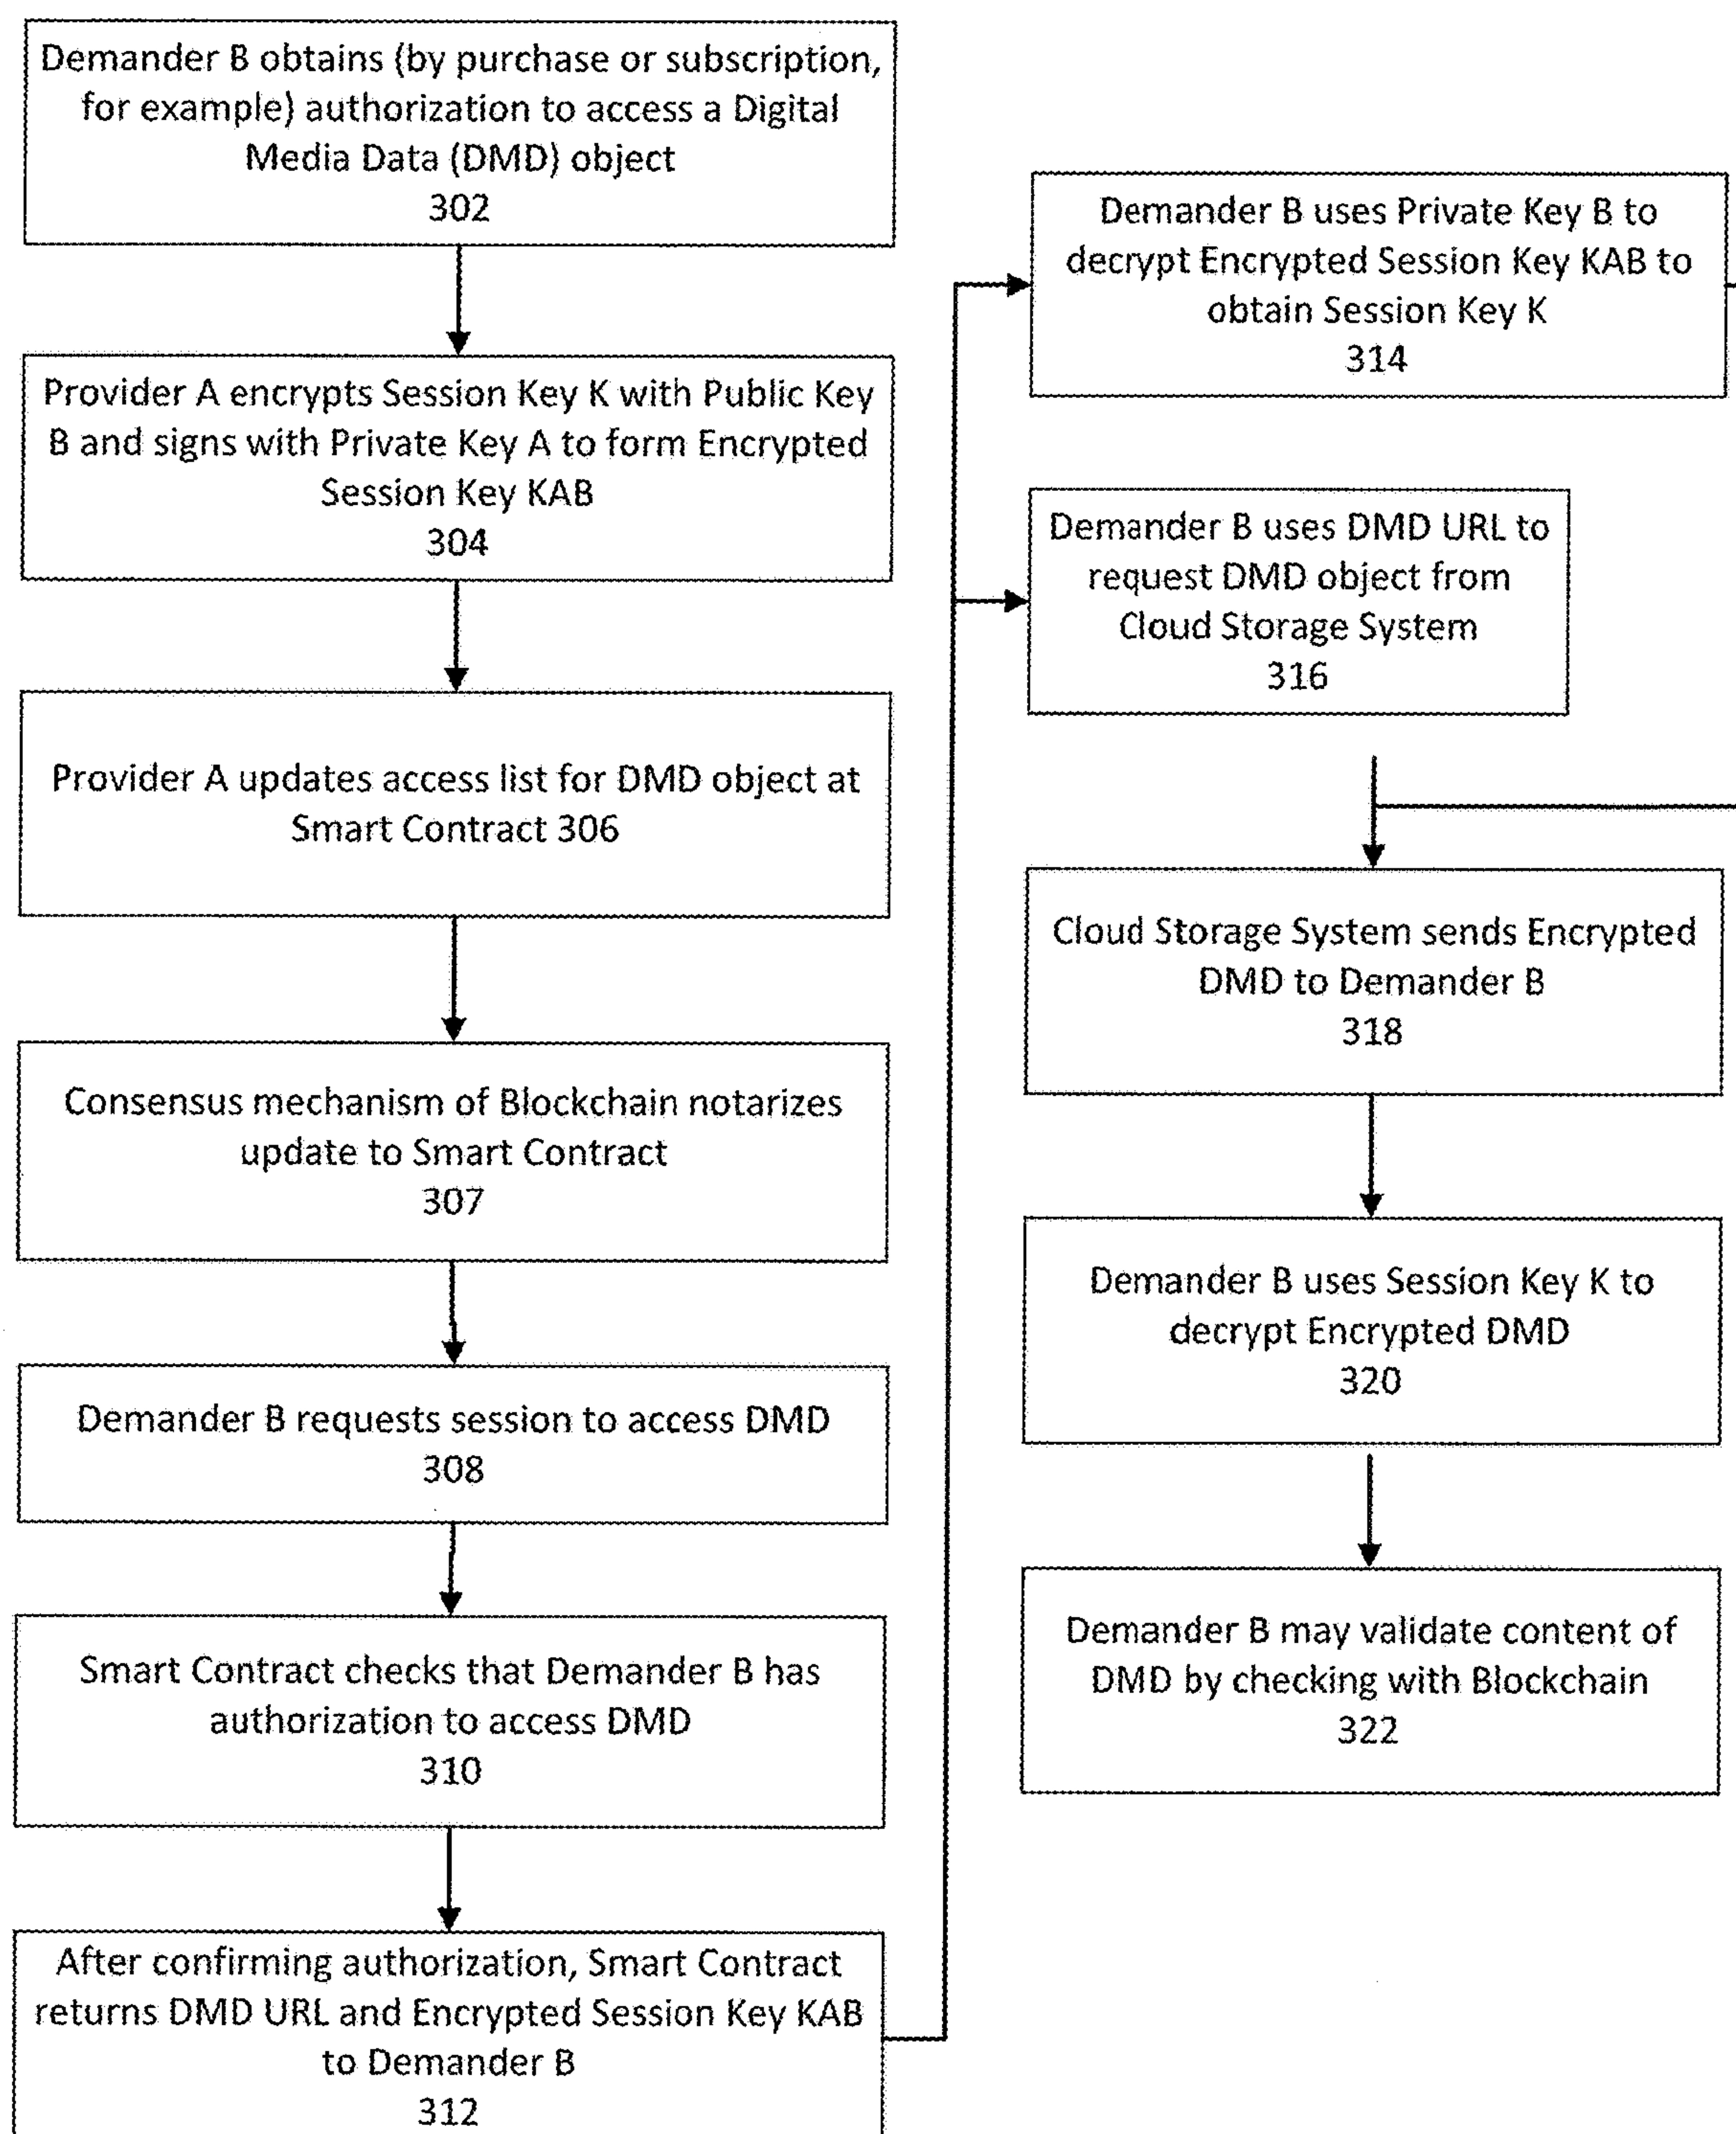 Demander B obtains (by purchase or subscription,
for example) authorization to access a Digital
Media Data (DMD) object
302
Provider A encrypts Session Key K with Public Key
B and signs with Private Key A to form Encrypted
Session Key KAB
304
Provider A updates access list for DMD object at
Smart Contract 306
Consensus mechanism of Blockchain notarizes
update to Smart Contract
307
Demander B requests session to access DMD
308
Smart Contract checks that Demander B has
authorization to access DMD
310
After confirming authorization, Smart Contract
returns DMD URL and Encrypted Session Key KAB
to Demander B
312
Demander B uses Private Key B to
decrypt Encrypted Session Key KAB to
obtain Session Key K
314
Demander B uses DMD URL to
request DMD object from
Cloud Storage System
316
Cloud Storage System sends Encrypted
DMD to Demander B
318
Demander B uses Session Key K to
decrypt Encrypted DMD
320
Demander B may validate content of
DMD by checking with Blockchain
322